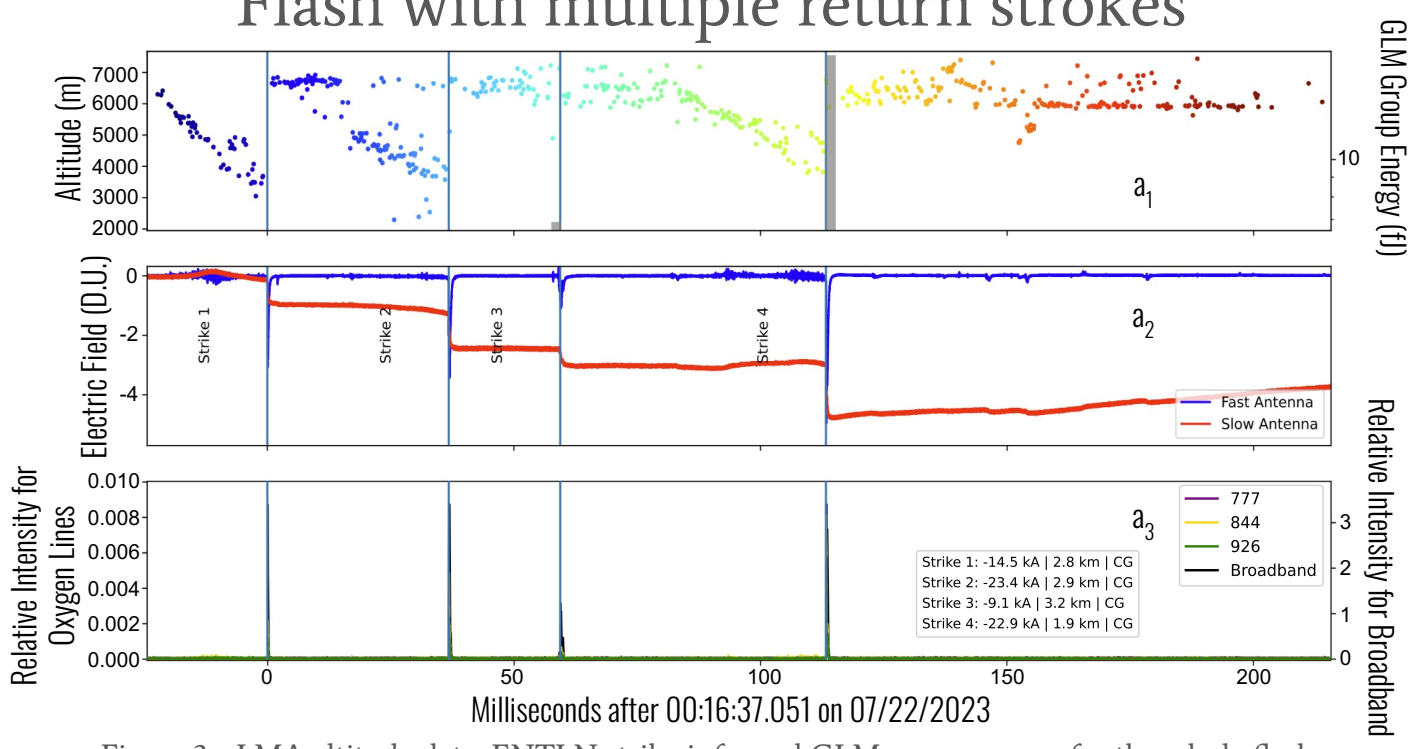 Flash with multiple return strokes
Altitude (m)
7000
6000
5000
4000
3000
2000
a1
10
GLM Group Energy (fJ)
Electric Field (D.U.)
0
-2
-4
Strike 1
Strike 2
Strike 3
Strike 4
a2
Fast Antenna
Slow Antenna
Relative Intensity for
Oxygen Lines
0.010
0.008
0.006
0.004
0.002
0.000
a3
Strike 1: -14.5 kA | 2.8 km | CG
Strike 2: -23.4 kA | 2.9 km | CG
Strike 3: -9.1 kA | 3.2 km | CG
Strike 4: -22.9 kA | 1.9 km | CG
777
844
926
Broadband
3
2
1
0
Relative Intensity for Broadband
0 50 100 150 200
Milliseconds after 00:16:37.051 on 07/22/2023